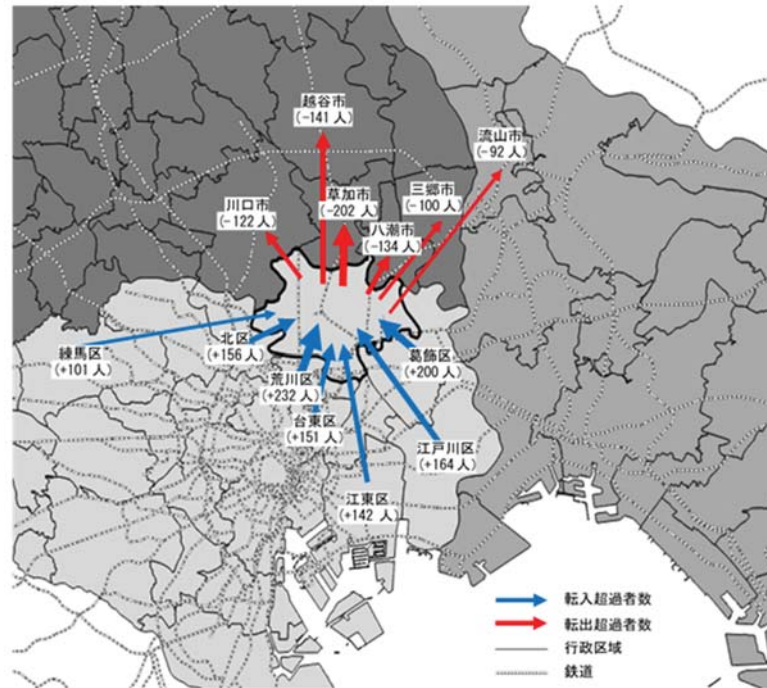 越谷市
(-141 人)
流山市
(-92 人)
川口市
(-122 人)
草加市
(-202 人)
三郷市
(-100 人)
八潮市
(-134 人)
練馬区
(+101 人)
北区
(+156 人)
荒川区
(+232 人)
台東区
(+151 人)
葛飾区
(+200 人)
江戸川区
(+164 人)
江東区
(+142 人)
転入超過者数
転出超過者数
行政区域
鉄道